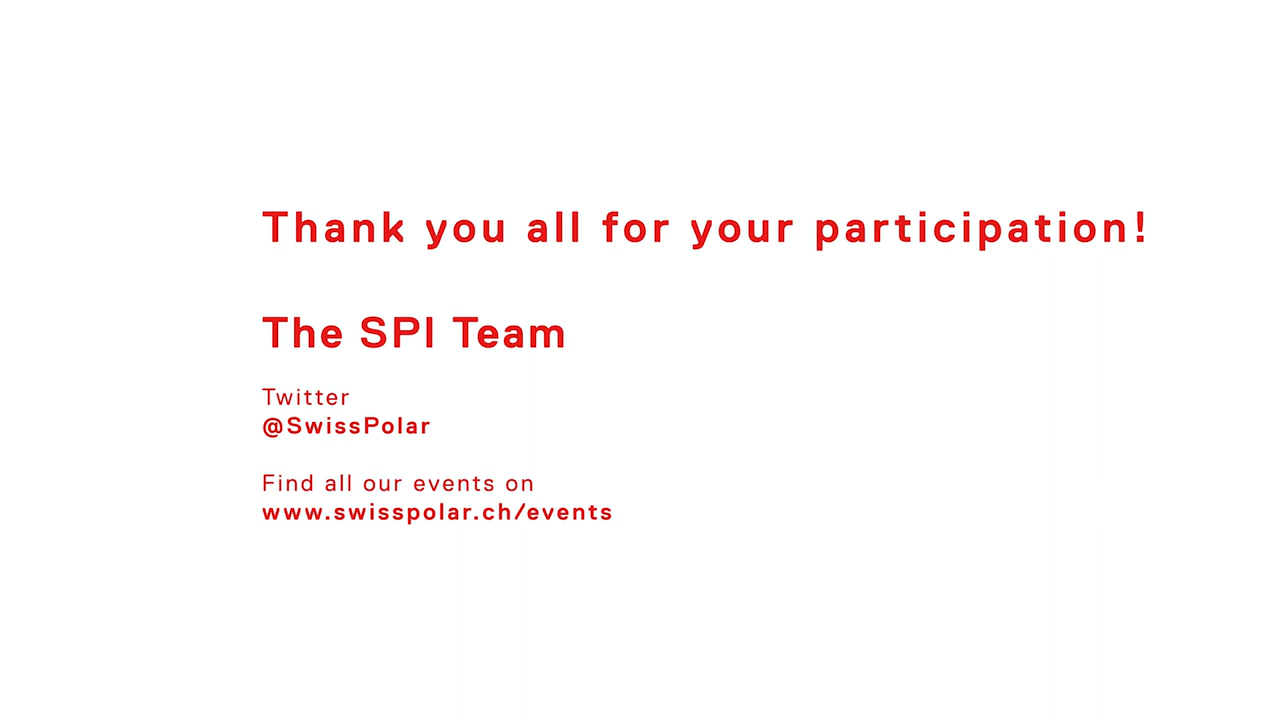 Thank you all for your participation!
The SPI Team
Twitter
@SwissPolar
Find all our events on
www.swisspolar.ch/events